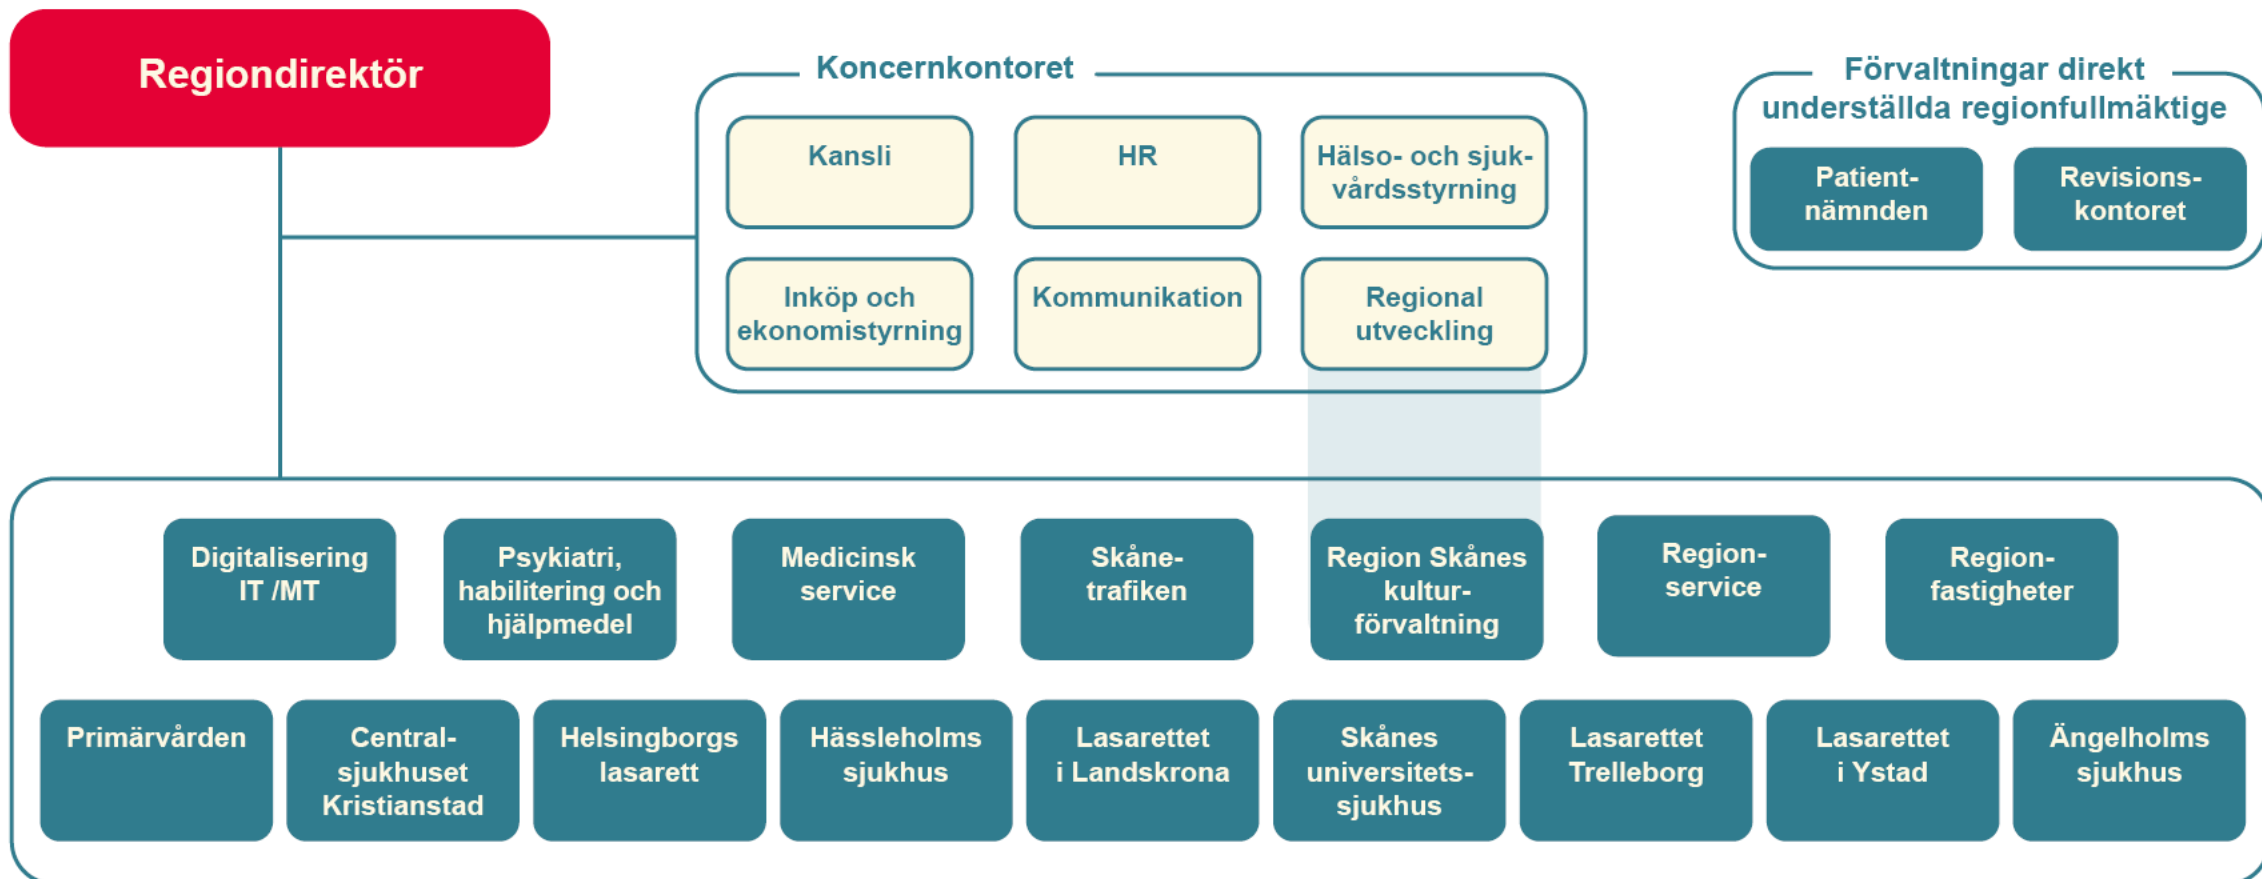 Regiondirektör
Koncernkontoret
Kansli
HR
Hälso- och sjuk-
vårdsstyrning
Inköp och
ekonomistyrning
Kommunikation
Regional
utveckling
Förvaltningar direkt
underställda regionfullmäktige
Patient-
nämnden
Revisions-
kontoret
Digitalisering
IT /MT
Psykiatri,
habilitering och
hjälpmedel
Medicinsk
service
Skåne-
trafiken
Region Skånes
kultur-
förvaltning
Region-
service
Region-
fastigheter
Primärvården
Central-
sjukhuset
Kristianstad
Helsingborgs
lasarett
Hässleholms
sjukhus
Lasarettet
i Landskrona
Skånes
universitets-
sjukhus
Lasarettet
Trelleborg
Lasarettet
i Ystad
Ängelholms
sjukhus